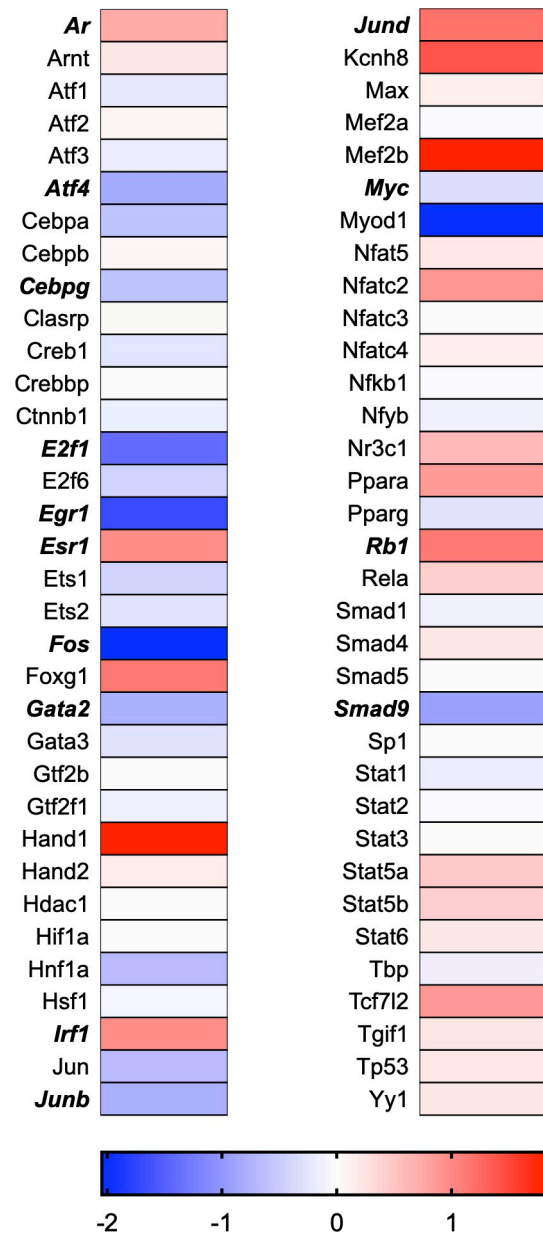 Ar
Arnt
Atf1
Atf2
Atf3
Atf4
Cebpa
Cebpb
Cebpg
Clasrp
Creb1
Crebbp
Ctnnb1
E2f1
E2f6
Egr1
Esr1
Ets1
Ets2
Fos
Foxg1
Gata2
Gata3
Gtf2b
Gtf2f1
Hand1
Hand2
Hdac1
Hif1a
Hnf1a
Hsf1
Irf1
Jun
Junb
Jund
Kcnh8
Max
Mef2a
Mef2b
Myc
Myod1
Nfat5
Nfatc2
Nfatc3
Nfatc4
Nfkb1
Nfyb
Nr3c1
Ppara
Pparg
Rb1
Rela
Smad1
Smad4
Smad5
Smad9
Sp1
Stat1
Stat2
Stat3
Stat5a
Stat5b
Stat6
Tbp
Tcf7l2
Tgif1
Tp53
Yy1
-2 -1 0 1